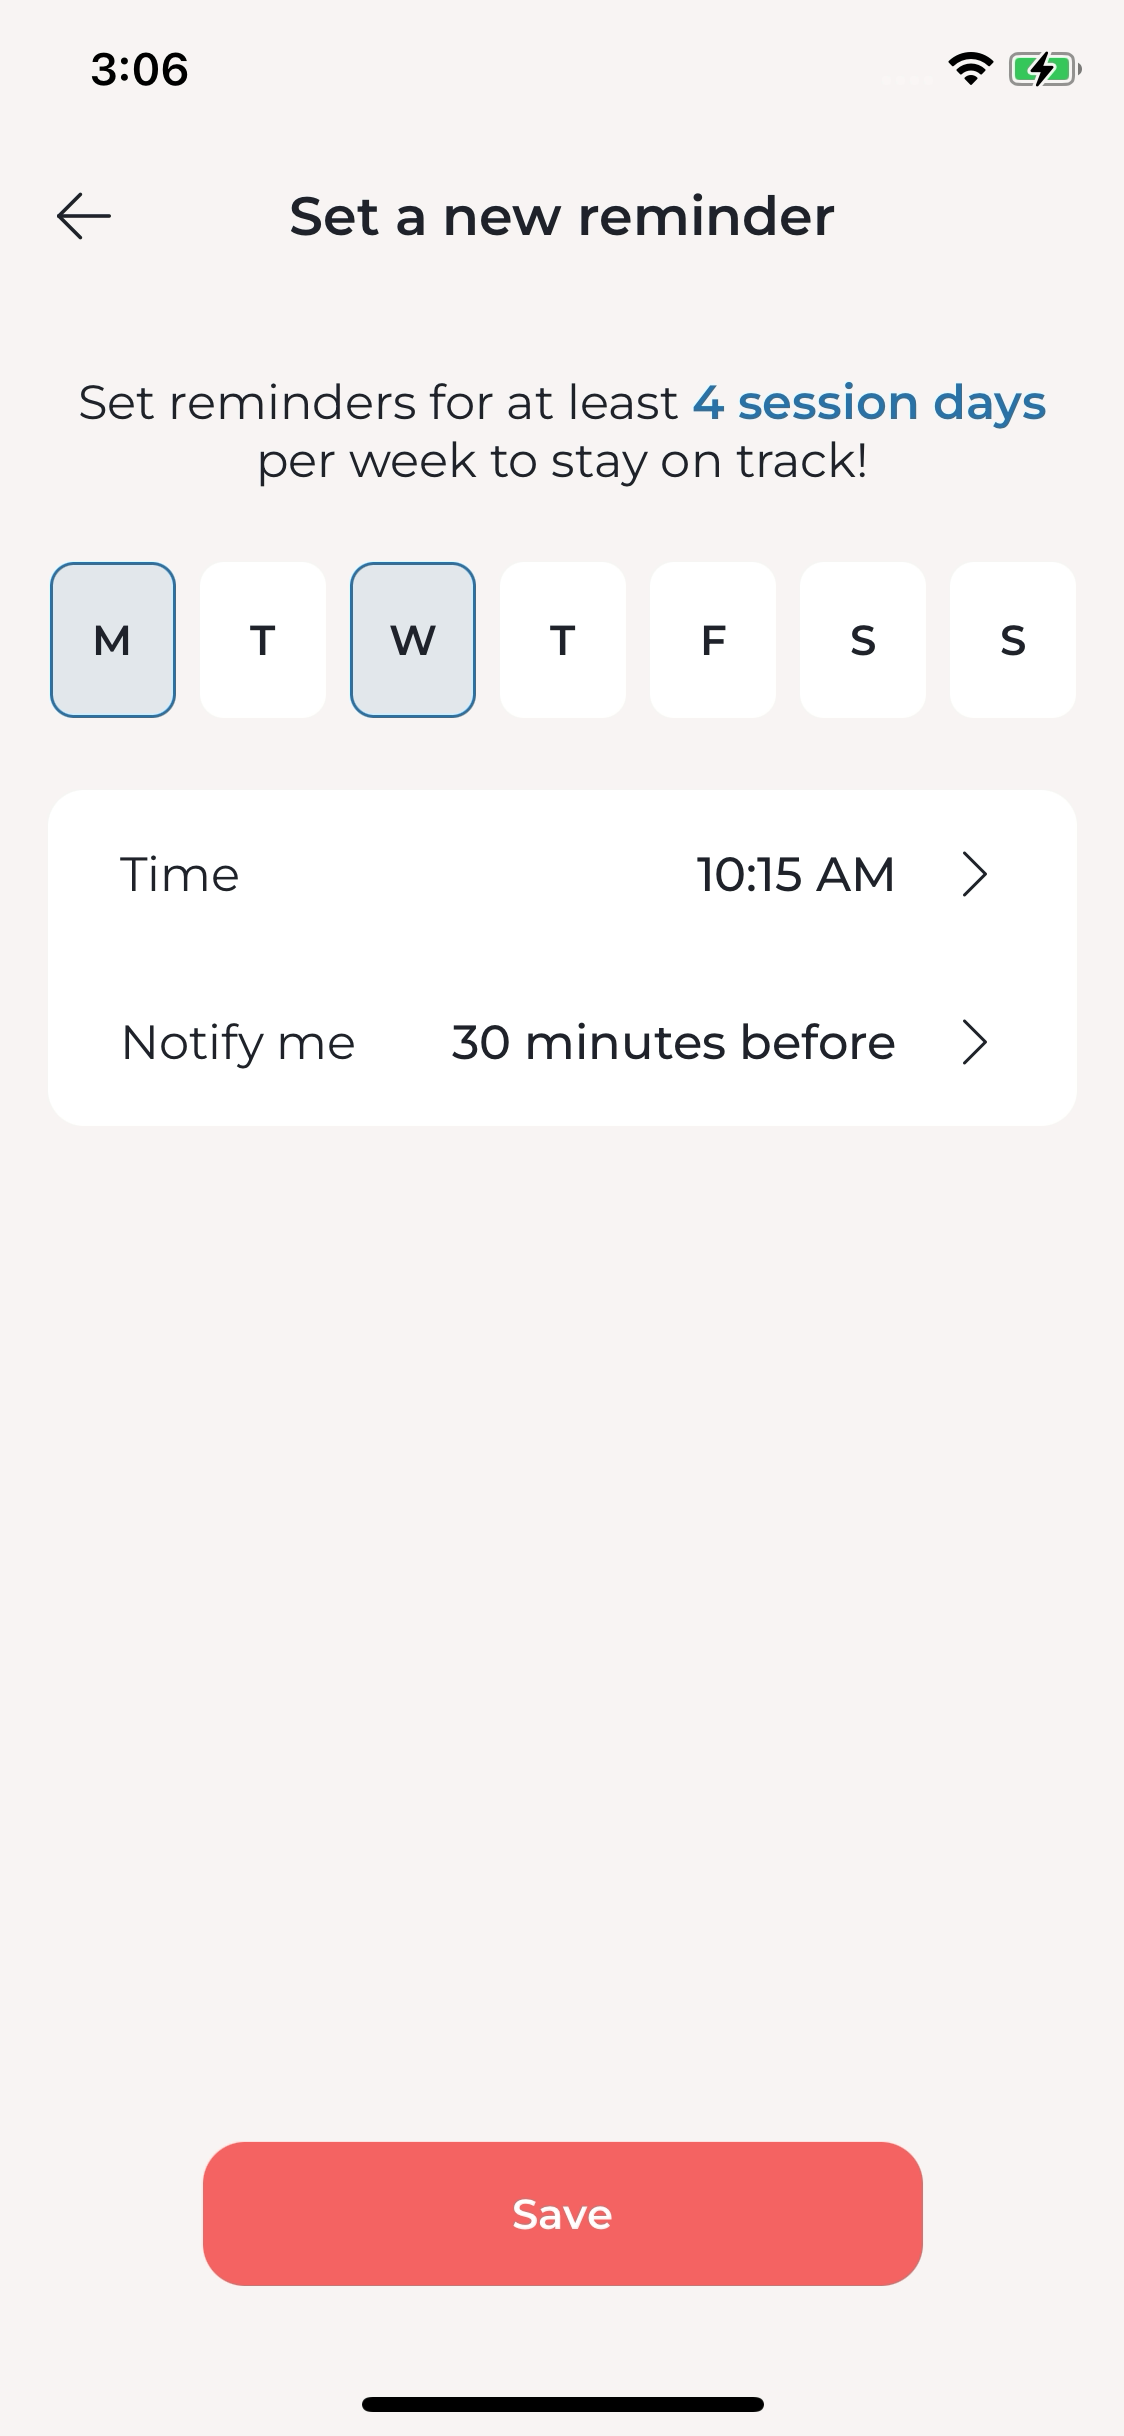 3:06
Set a new reminder
Set reminders for at least 4 session days
per week to stay on track!
M T W T F S S
Time 10:15 AM
Notify me 30 minutes before
Save